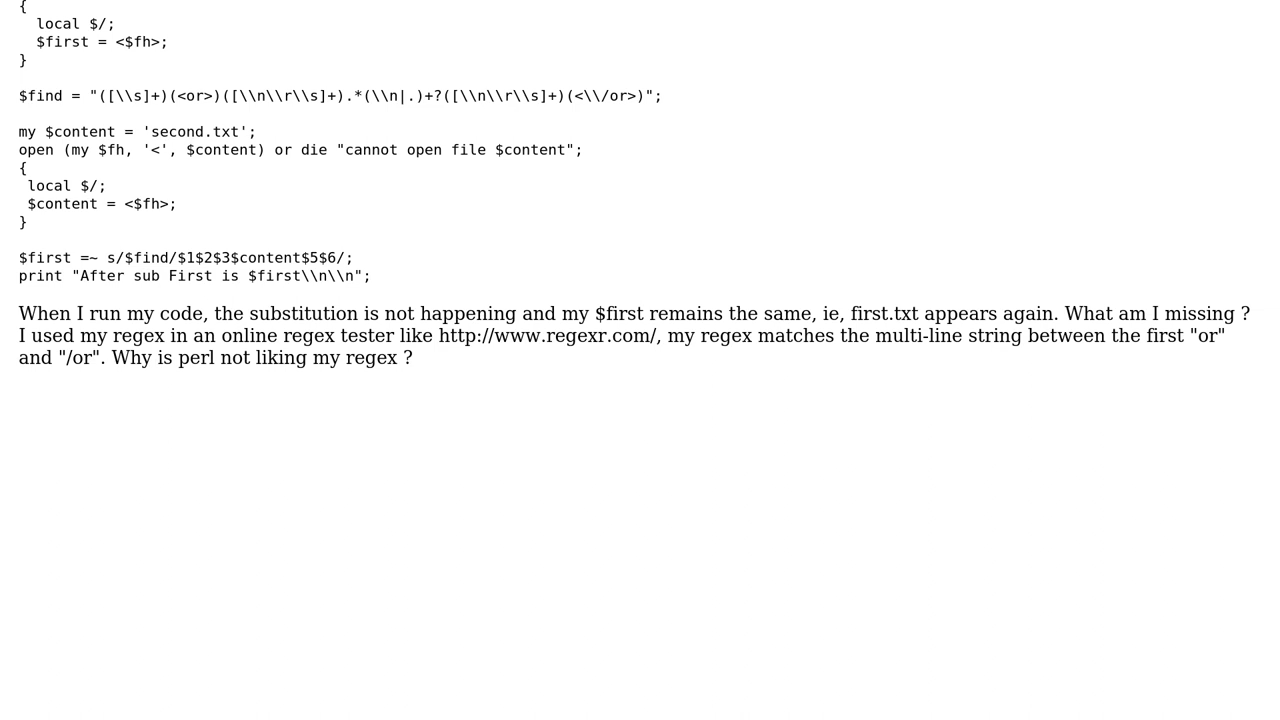 {
  local $/;
  $first = <$fh>;
}

$find = "([\\s]+)(<or>)([\\n\\r\\s]+).*(\\n|.)+?([\\n\\r\\s]+)(<\\/or>)";

my $content = 'second.txt';
open (my $fh, '<', $content) or die "cannot open file $content";
{
 local $/;
 $content = <$fh>;
}

$first =~ s/$find/$1$2$3$content$5$6/;
print "After sub First is $first\\n\\n";

When I run my code, the substitution is not happening and my $first remains the same, ie, first.txt appears again. What am I missing ?
I used my regex in an online regex tester like http://www.regexr.com/, my regex matches the multi-line string between the first "or"
and "/or". Why is perl not liking my regex ?